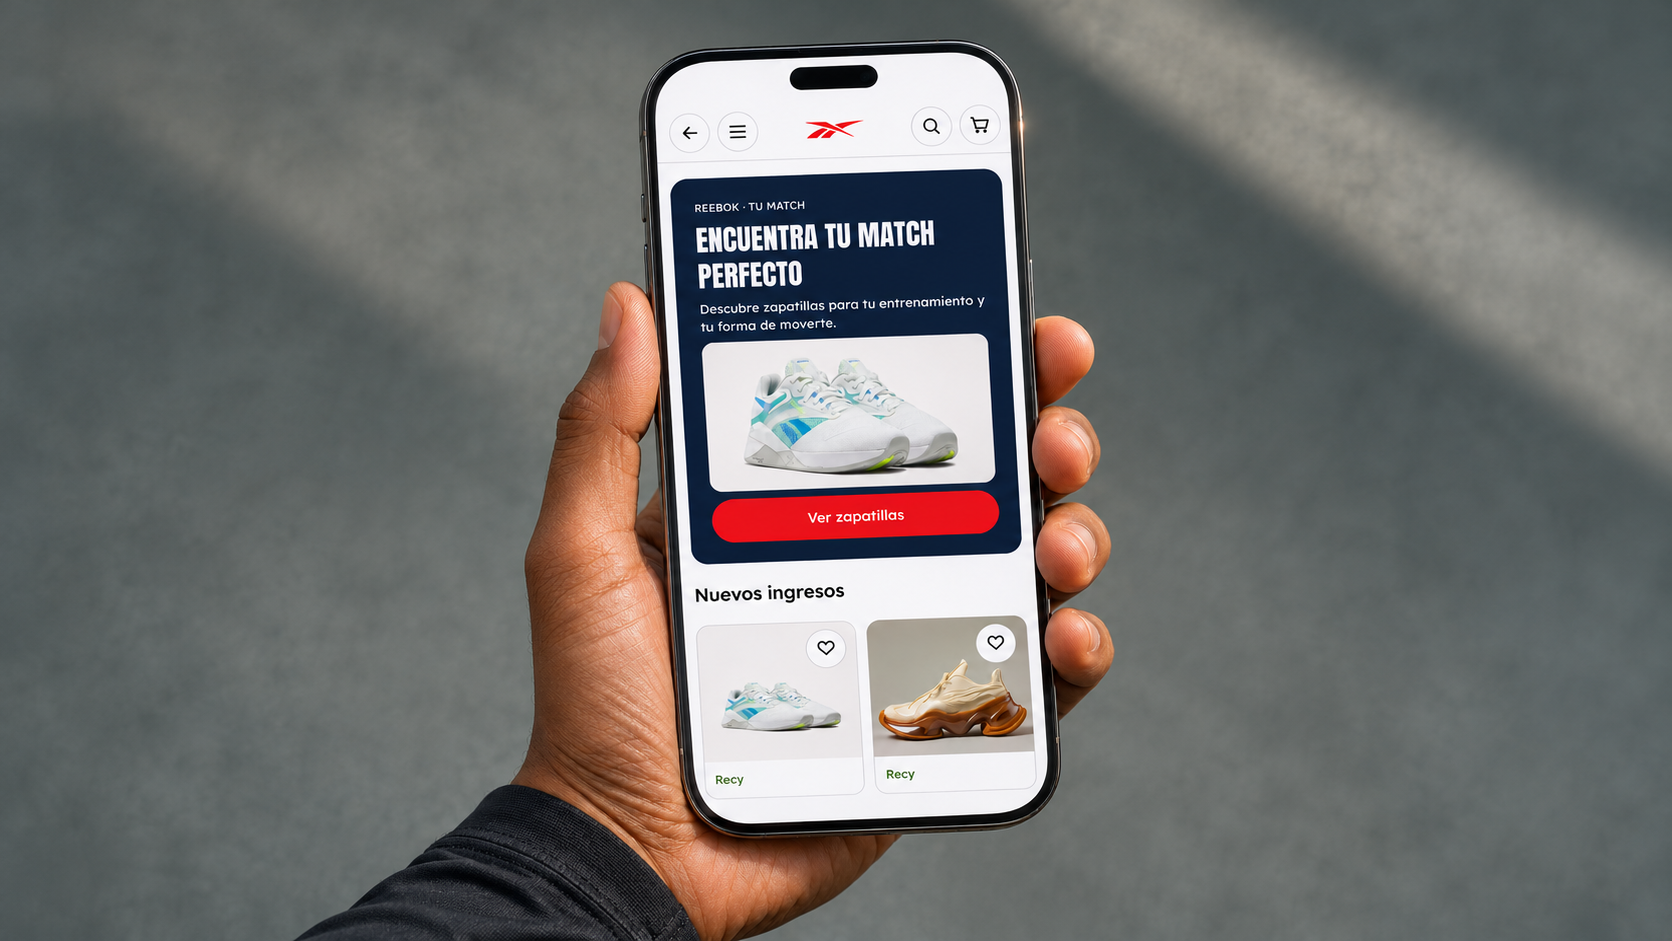 REEBOK · TU MATCH
ENCUENTRA TU MATCH
PERFECTO
Descubre zapatillas para tu entrenamiento y
tu forma de moverte.
Ver zapatillas
Nuevos ingresos
Recy
Recy